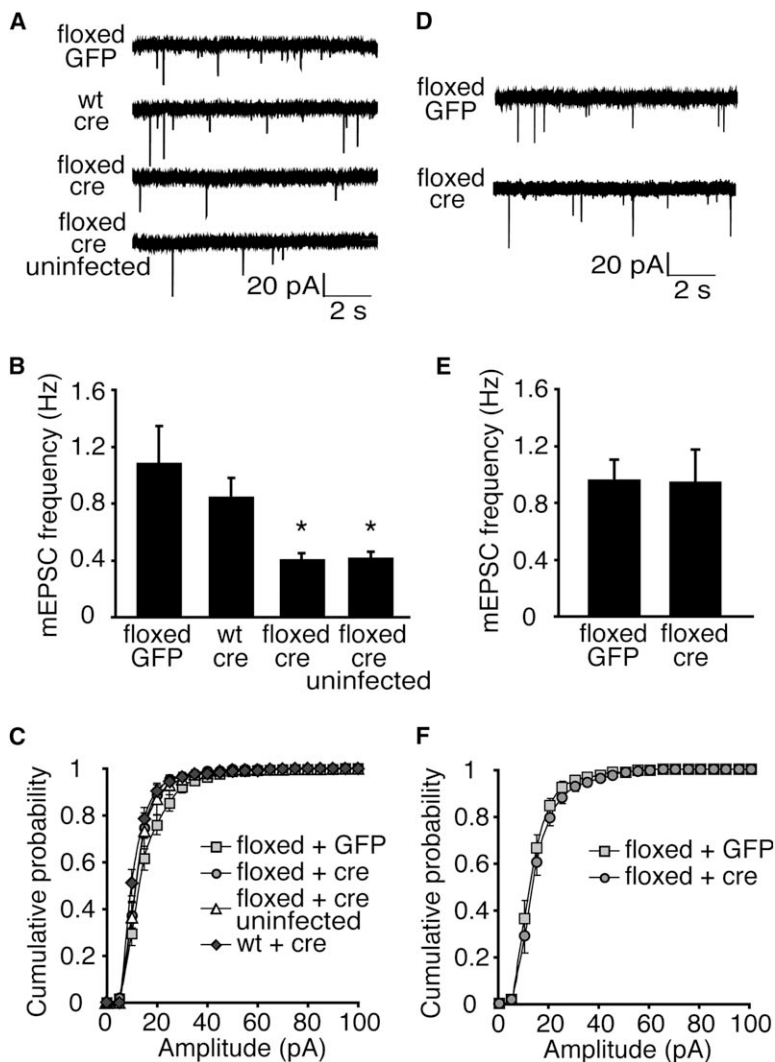 A
floxed
GFP
wt
cre
floxed
cre
floxed
cre
uninfected
20 pA
2 s
D
floxed
GFP
floxed
cre
20 pA
2 s
B
mEPSC frequency (Hz)
1.6
1.2
0.8
0.4
0
* *
floxed GFP
wt cre
floxed cre
floxed cre uninfected
E
mEPSC frequency (Hz)
1.6
1.2
0.8
0.4
0
floxed GFP
floxed cre
C
Cumulative probability
1
0.8
0.6
0.4
0.2
0
floxed + GFP
floxed + cre
floxed + cre
uninfected
wt + cre
0 20 40 60 80 100
Amplitude (pA)
F
Cumulative probability
1
0.8
0.6
0.4
0.2
0
floxed + GFP
floxed + cre
0 20 40 60 80 100
Amplitude (pA)